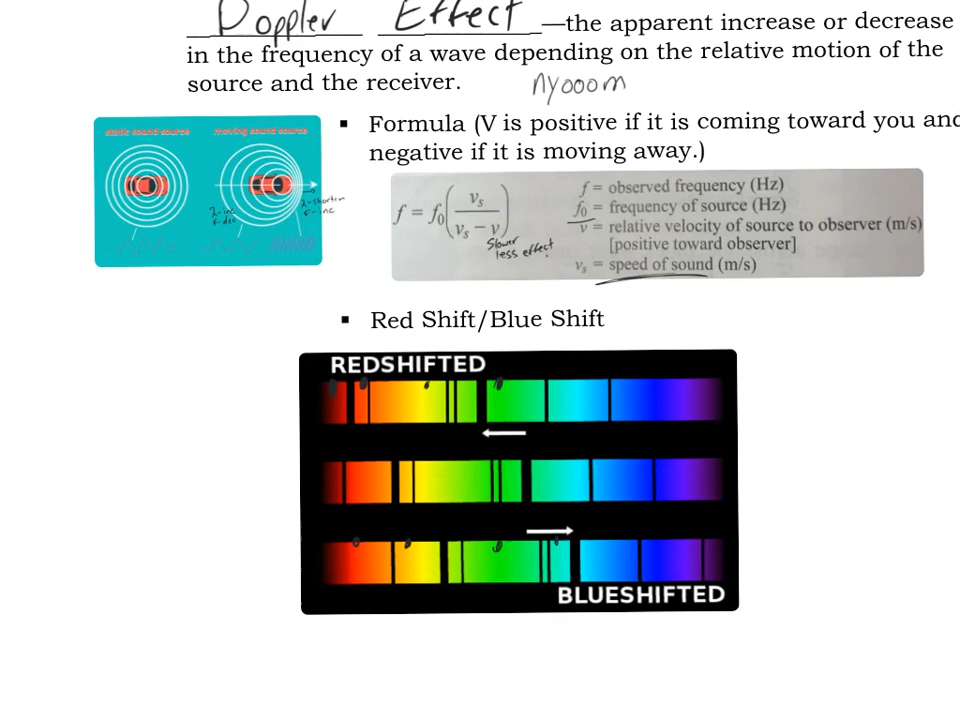 Doppler Effect—the apparent increase or decrease
in the frequency of a wave depending on the relative motion of the
source and the receiver. nyooom
static sound source moving sound source
λ-inc
f-dec
λ-shorter
F-inc
▪ Formula (V is positive if it is coming toward you and
negative if it is moving away.)
f = f₀(vₛ / (vₛ − v))
Slower
less effect
f = observed frequency (Hz)
f₀ = frequency of source (Hz)
v = relative velocity of source to observer (m/s)
[positive toward observer]
vₛ = speed of sound (m/s)
▪ Red Shift/Blue Shift
REDSHIFTED
BLUESHIFTED